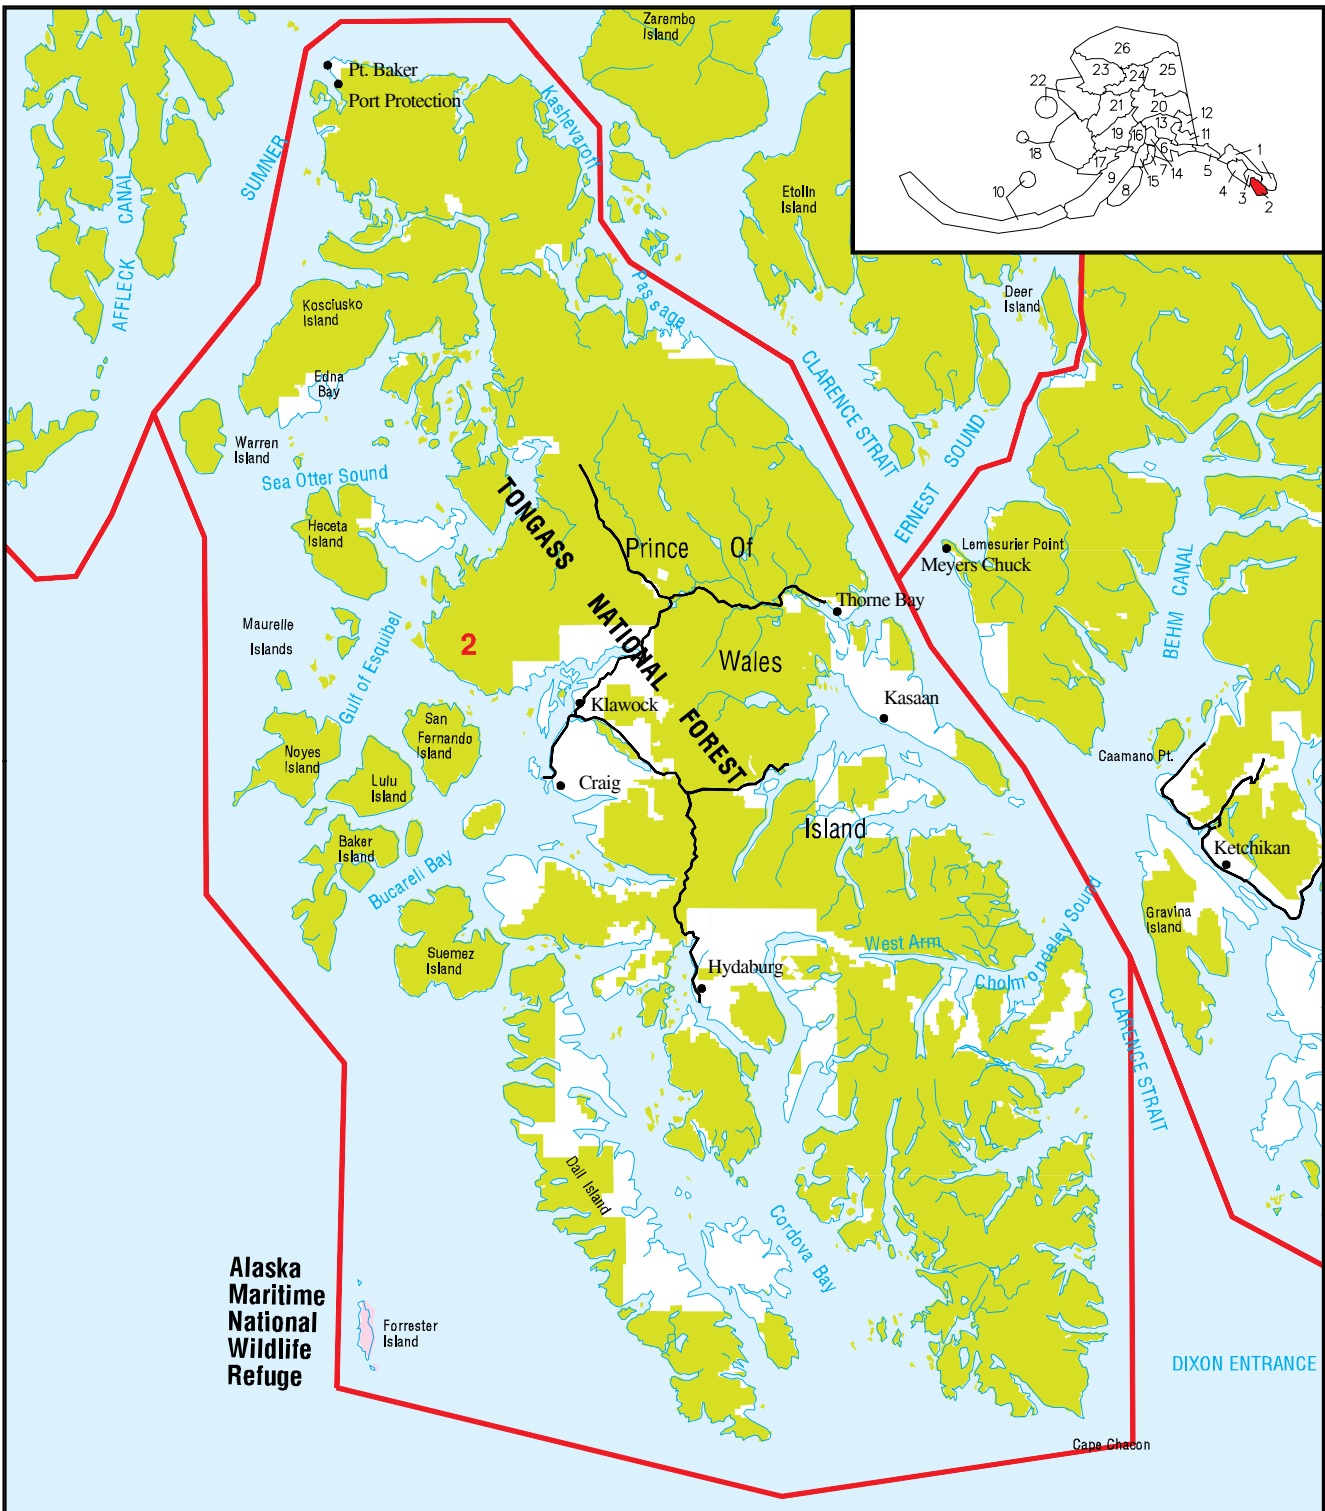 Zarembo
Island
Pt. Baker
Port Protection
SUMNER
Kashevaroff
Passage
AFFLECK CANAL
Etolin
Island
26
23
24
25
22
21
20
12
13
19
16
11
18
17
6
1
9
7
14
5
10
8
15
4
3
2
Deer
Island
Kosciusko
Island
Edna
Bay
CLARENCE STRAIT
Warren
Island
Sea Otter Sound
ERNEST SOUND
Heceta
Island
TONGASS
NATIONAL
FOREST
Prince Of
Wales
Island
Lemesurier Point
Meyers Chuck
BEHM CANAL
Thorne Bay
Maurelle
Islands
Gulf of Esquibel
2
Klawock
Kasaan
San
Fernando
Island
Noyes
Island
Lulu
Island
Craig
Caamano Pt.
Baker
Island
Bucareli Bay
Ketchikan
Gravina
Island
Suemez
Island
West Arm
Cholmondeley Sound
Hydaburg
CLARENCE STRAIT
Dall Island
Cordova Bay
Alaska
Maritime
National
Wildlife
Refuge
Forrester
Island
DIXON ENTRANCE
Cape Chacon